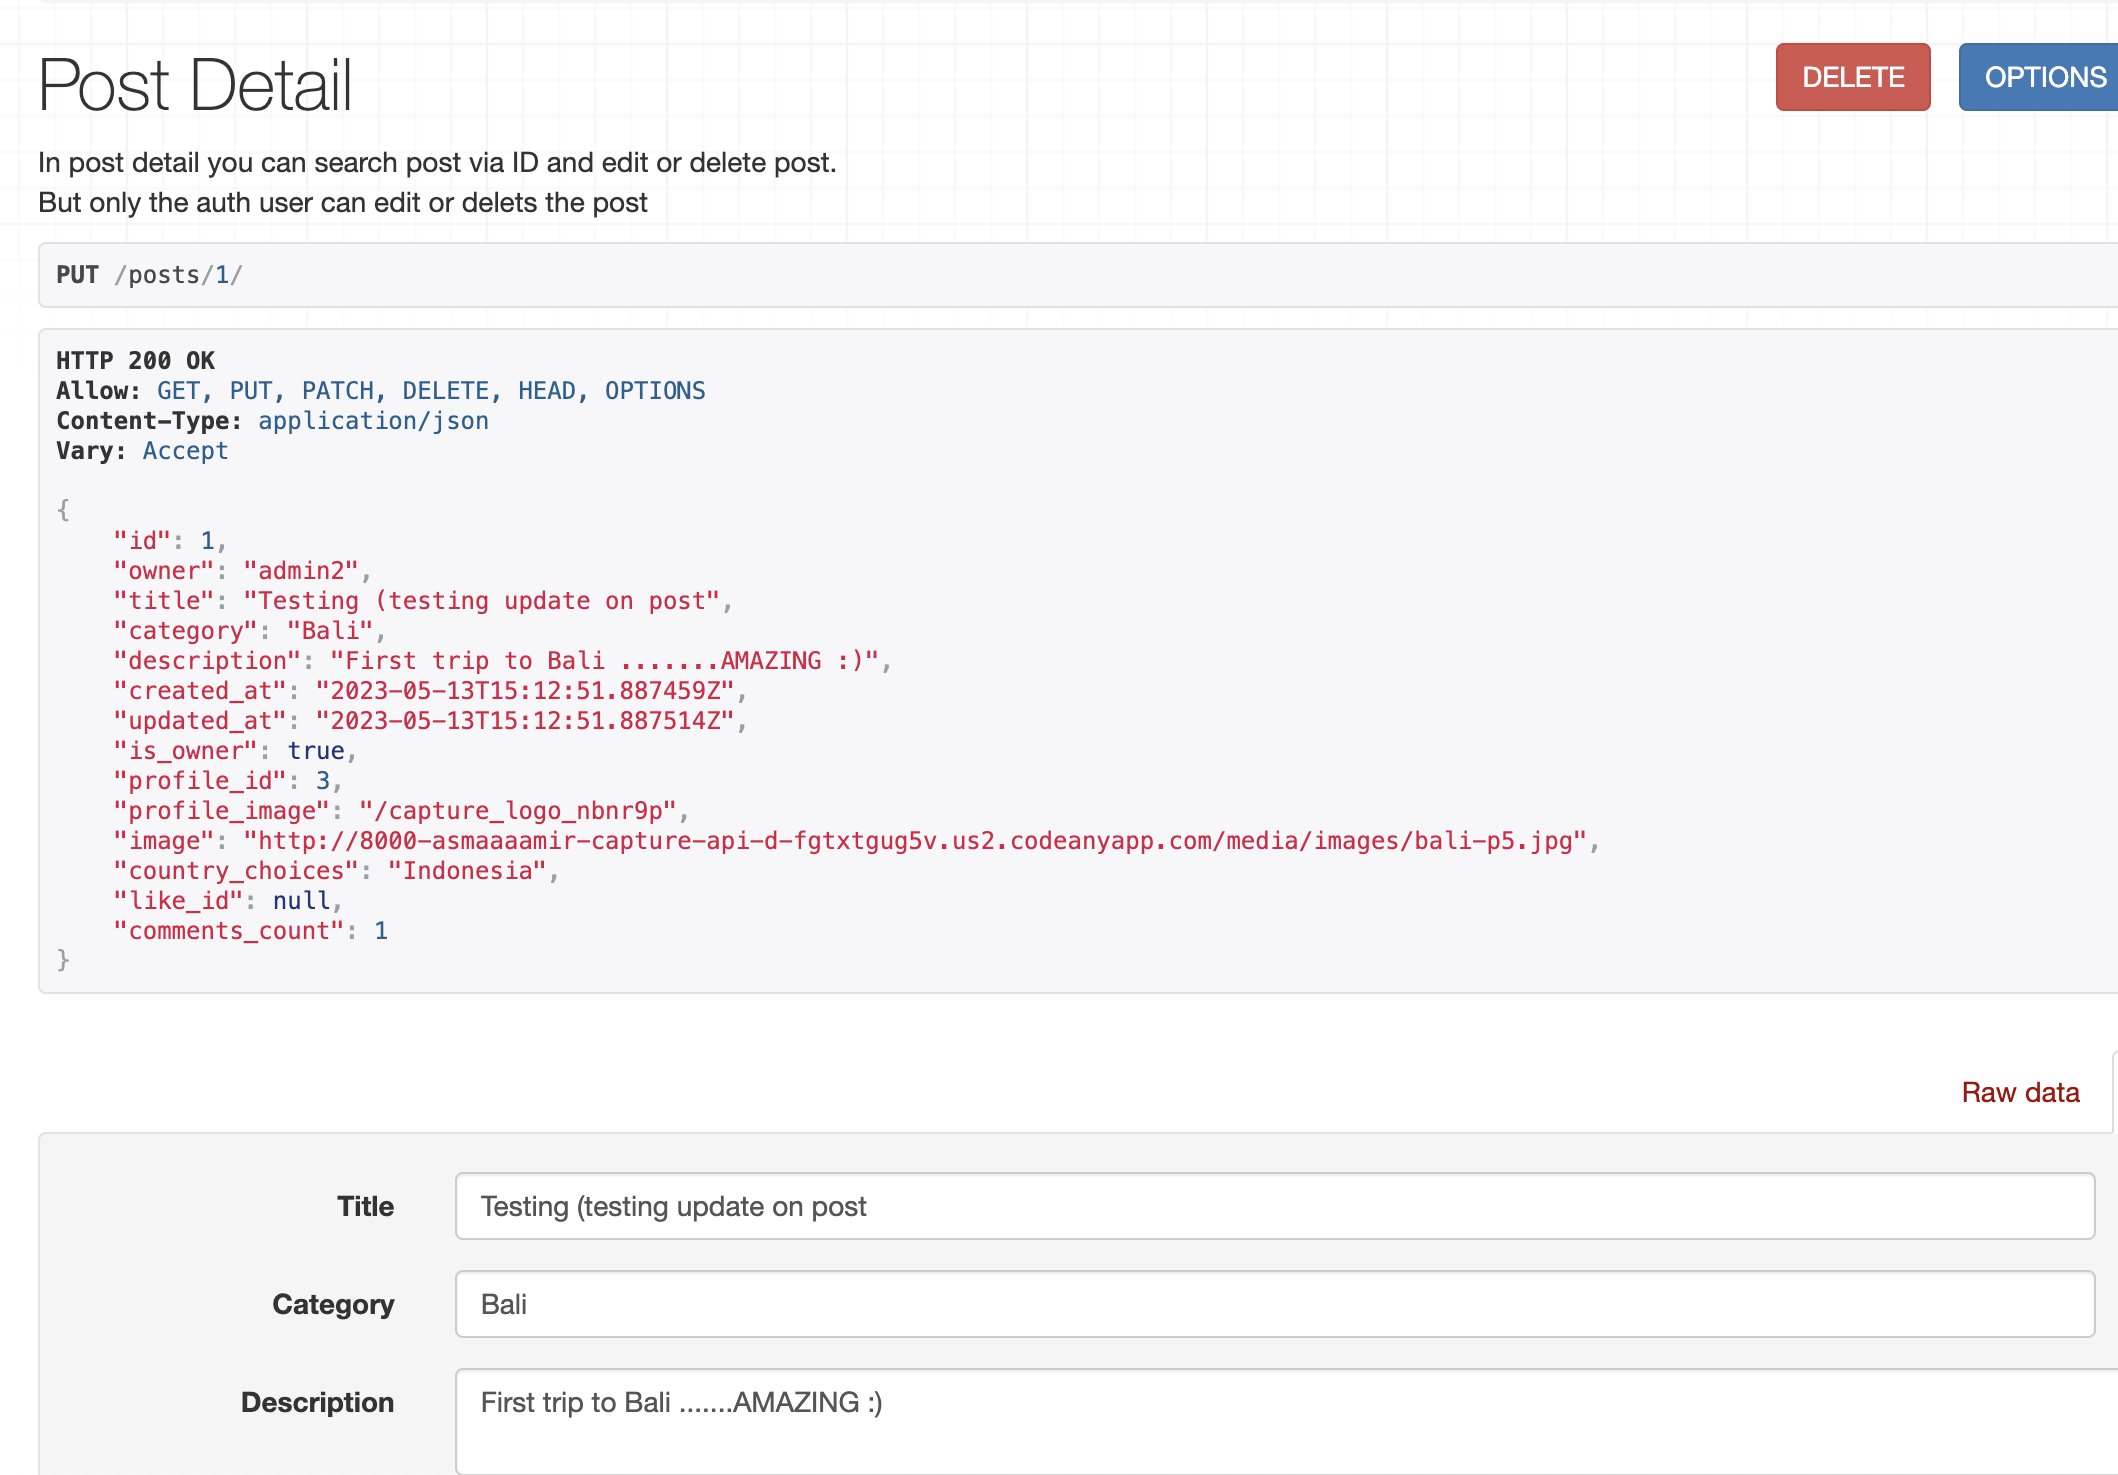 Post Detail
DELETE
OPTIONS
In post detail you can search post via ID and edit or delete post.
But only the auth user can edit or delets the post
PUT /posts/1/
HTTP 200 OK
Allow: GET, PUT, PATCH, DELETE, HEAD, OPTIONS
Content-Type: application/json
Vary: Accept
{
"id": 1,
"owner": "admin2",
"title": "Testing (testing update on post",
"category": "Bali",
"description": "First trip to Bali .......AMAZING :)",
"created_at": "2023-05-13T15:12:51.887459Z",
"updated_at": "2023-05-13T15:12:51.887514Z",
"is_owner": true,
"profile_id": 3,
"profile_image": "/capture_logo_nbnr9p",
"image": "http://8000-asmaaaamir-capture-api-d-fgtxtgug5v.us2.codeanyapp.com/media/images/bali-p5.jpg",
"country_choices": "Indonesia",
"like_id": null,
"comments_count": 1
}
Raw data
Title
Testing (testing update on post
Category
Bali
Description
First trip to Bali .......AMAZING :)